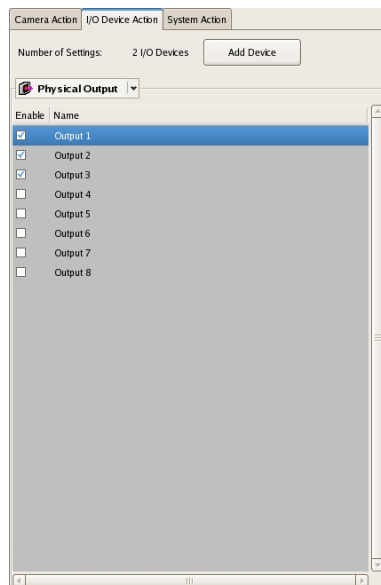 Camera Action I/O Device Action System Action
Number of Settings: 2 I/O Devices Add Device
Physical Output
Enable Name
Output 1
Output 2
Output 3
Output 4
Output 5
Output 6
Output 7
Output 8